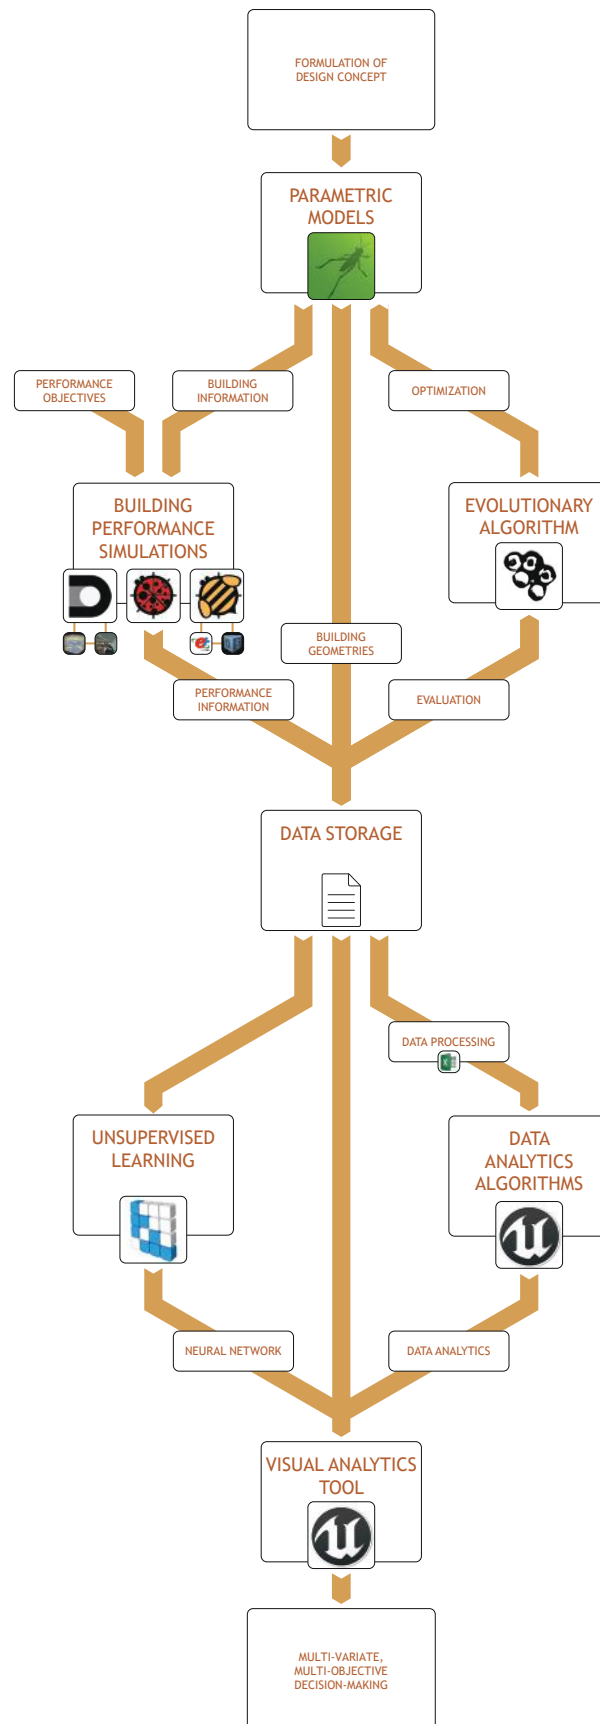 FORMULATION OF
DESIGN CONCEPT
PARAMETRIC
MODELS
PERFORMANCE
OBJECTIVES
BUILDING
INFORMATION
OPTIMIZATION
BUILDING
PERFORMANCE
SIMULATIONS
EVOLUTIONARY
ALGORITHM
BUILDING
GEOMETRIES
PERFORMANCE
INFORMATION
EVALUATION
DATA STORAGE
DATA PROCESSING
UNSUPERVISED
LEARNING
DATA
ANALYTICS
ALGORITHMS
NEURAL NETWORK
DATA ANALYTICS
VISUAL ANALYTICS
TOOL
MULTI-VARIATE,
MULTI-OBJECTIVE
DECISION-MAKING